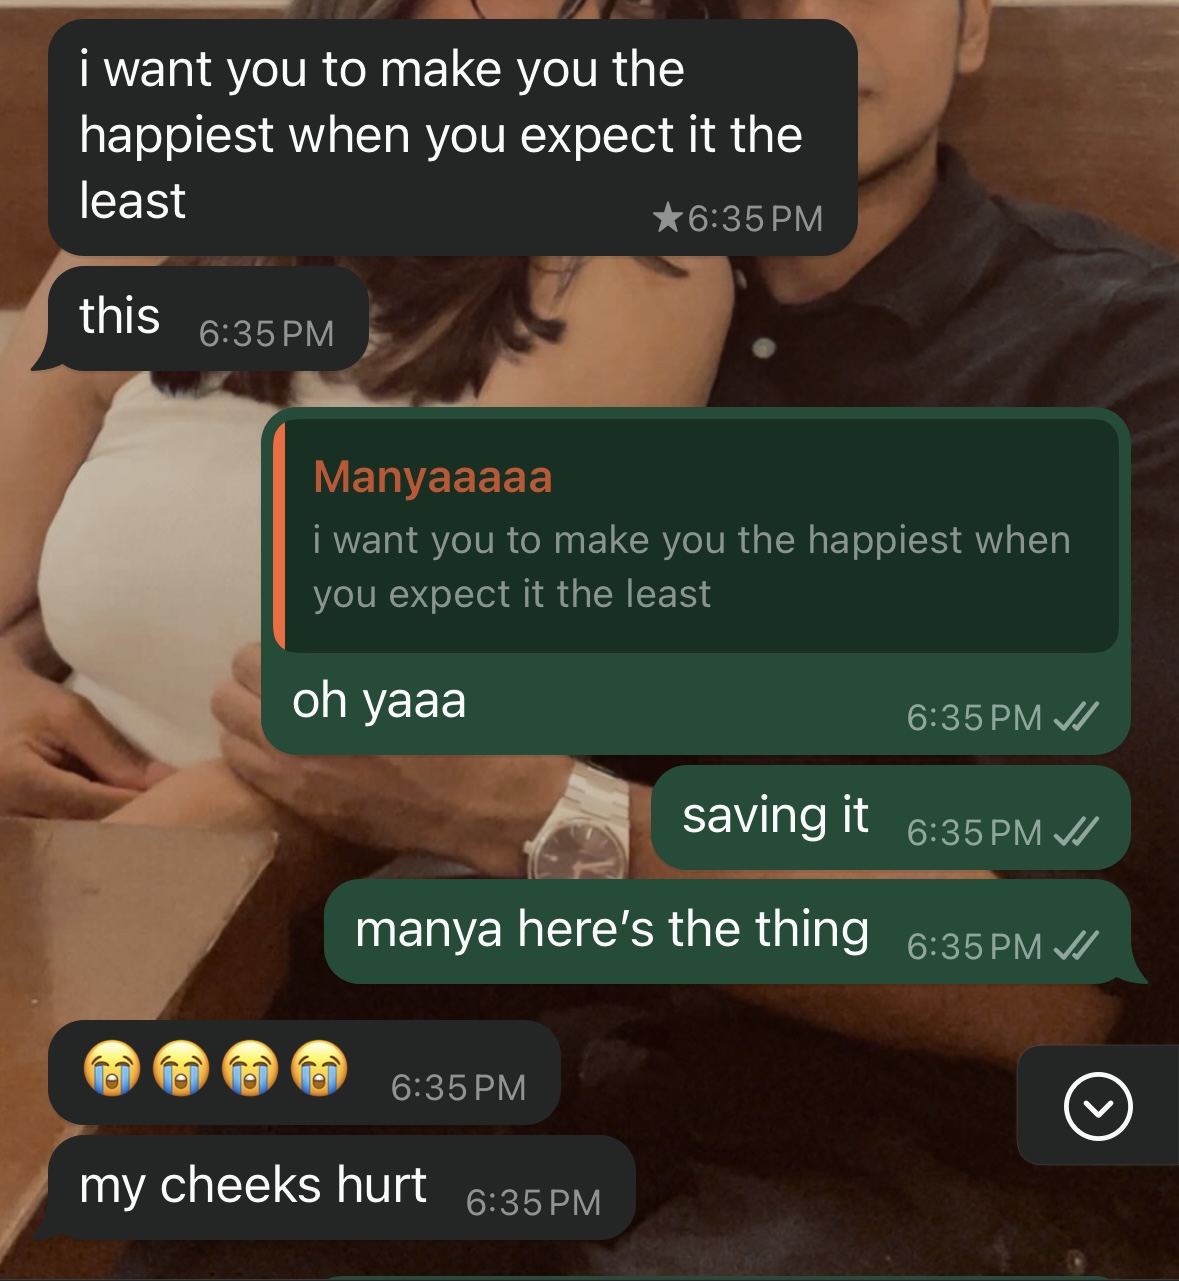 i want you to make you the
happiest when you expect it the
least
★6:35 PM
this
6:35 PM
Manyaaaaa
i want you to make you the happiest when
you expect it the least
oh yaaa
6:35 PM
saving it
6:35 PM
manya here’s the thing
6:35 PM
😭😭😭😭
6:35 PM
my cheeks hurt
6:35 PM